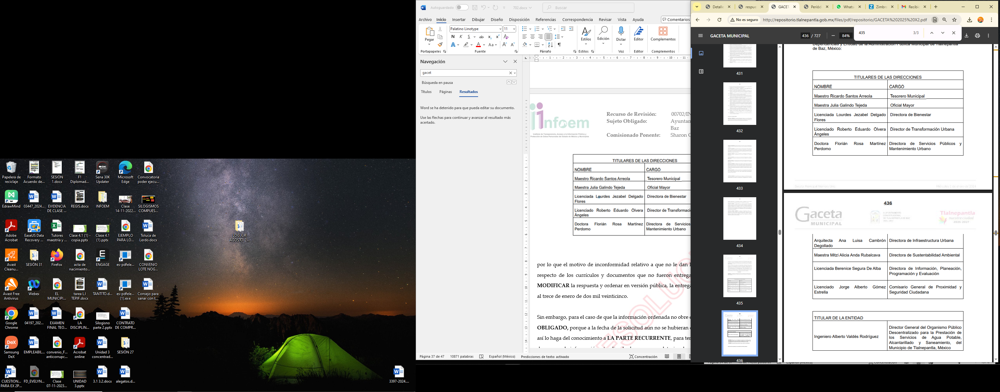 Papelera de reciclaje
Formato Acuerdo de...
SESIÓN 1.docx
F1 Diplomad...
Sena 30K Updater
Microsoft Edge
Convocatoria poder ejecu...
EdrawMind
03447_2024...
EVIDENCIA DE CLASE ...
REGIS.docx
INFOEM
Clase 14-11-2022...
SILOGISMOS COMPUES...
Adobe Acrobat
EaseUS Data Recovery ...
Tutores maestría y ...
Clase 4.1 (1) - copia.pptx
Clase 4.1 (1).pptx
EJEMPLO PARA LÓ...
Toluca de Lerdo.docx
LOG JUR AGOSTO-2...
Avast Cleanu...
SESIÓN 31
Firefox
acta de nacimiento...
ENGAGE
es-pdfele...
CONVENIO LOTE NOG...
Avast Free Antivirus
Webex
EL MUNICIPI...
tarea LJ TEPJF.docx
TANTITO.d...
es-pdfele... (1).exe
Consejo para sanar con t...
Google Chrome
04197_202...
EXAMEN FINAL TEO...
LA DISCIPLIN...
Silogisno parte 2.pptx
CONTRATO DE COMPR...
Samsung DeX
EMPLEABIL...
convenio_F... anticorrupc...
Acrobat online
Unidad 3 concentrad...
SESIÓN 27
CUESTION... PARA EX 2P...
FD_EVELYN...
Clase 07-11-2023...
UNIDAD 3.pptx
3.1 3.2.docx
alegatos.d...
3397-2024....
Autoguardado
702.docx
Buscar
Archivo Inicio Insertar Dibujar Diseño Disposición Referencias Correspondencia Revisar Vista Ayuda
Comentarios
Pegar
Palatino Linotype 11
Estilos
Edición
Dictar
Editor
Complementos
Portapapeles Fuente Párrafo Estilos Voz Editor Complementos
Navegación
gacet
Búsqueda en pausa
Títulos Páginas Resultados
Word se ha detenido para que pueda editar su documento.
Use las flechas para continuar y avanzar al resultado más
acertado.
infoem
Instituto de Transparencia, Acceso a la Información Pública y
Protección de Datos Personales del Estado de México y Municipios
Recurso de Revisión: 00702/IN
Sujeto Obligado: Ayuntan
Baz
Comisionado Ponente: Sharon C
TITULARES DE LAS DIRECCIONES
NOMBRE CARGO
Maestro Ricardo Santos Arreola Tesorero Municipal
Maestra Julia Galindo Tejeda Oficial Mayor
Licenciada Lourdes Jezabel Delgado Directora de Bienestar
Flores
Licenciado Roberto Eduardo Olvera Director de Transformaci
Ángeles
Doctora Florián Rosa Martínez Directora de Servicios
Perdomo Mantenimiento Urbano
por lo que el motivo de inconformidad relativo a que no le dan
respecto de los currículos y documentos que no fueron entrega
MODIFICAR la respuesta y ordenar en versión pública, la entrega
al trece de enero de dos mil veinticinco.
Sin embargo, para el caso de que la información ordenada no obre
OBLIGADO, porque a la fecha de la solicitud aún no se hubieran
así lo haga del conocimiento a LA PARTE RECURRENTE, para ten
ESOLUC
Página 37 de 47 10871 palabras Español (México) Predicciones de texto: activado Concentración
Detalle
respue
GACET
Periód
Whats
Zimbra
Recibid
No es seguro http://repositorio.tlalnepantla.gob.mx/files/pdf/repositorio/GACETA%202025%20X2.pdf
435 3/3
GACETA MUNICIPAL 436 / 727 84%
431
432
433
434
435
436
Dependencias y Entidad de la Administración Pública Municipal de Tlalnepantla
de Baz, México:
TITULARES DE LAS DIRECCIONES
NOMBRE CARGO
Maestro Ricardo Santos Arreola Tesorero Municipal
Maestra Julia Galindo Tejeda Oficial Mayor
Licenciada Lourdes Jezabel Delgado Directora de Bienestar
Flores
Licenciado Roberto Eduardo Olvera Director de Transformación Urbana
Ángeles
Doctora Florián Rosa Martínez Directora de Servicios Públicos y
Perdomo Mantenimiento Urbano
Gaceta Municipal Número Uno
436
Gaceta
MUNICIPAL
Tlalnepantla
nuestra ciudad
2025-2027
Arquitecta Ana Luisa Cambrón Directora de Infraestructura Urbana
Degollado
Maestra Mitzi Alicia Anda Rubalcava Directora de Sustentabilidad Ambiental
Licenciada Berenice Segura De Alba Directora de Información, Planeación,
Programación y Evaluación
Licenciado Jorge Alberto Gómez Comisario General de Proximidad y
Estrella Seguridad Ciudadana
TITULAR DE LA ENTIDAD
Ingeniero Alberto Valdés Rodríguez
Director General del Organismo Público
Descentralizado para la Prestación de
los Servicios de Agua Potable,
Alcantarillado y Saneamiento, del
Municipio de Tlalnepantla, México